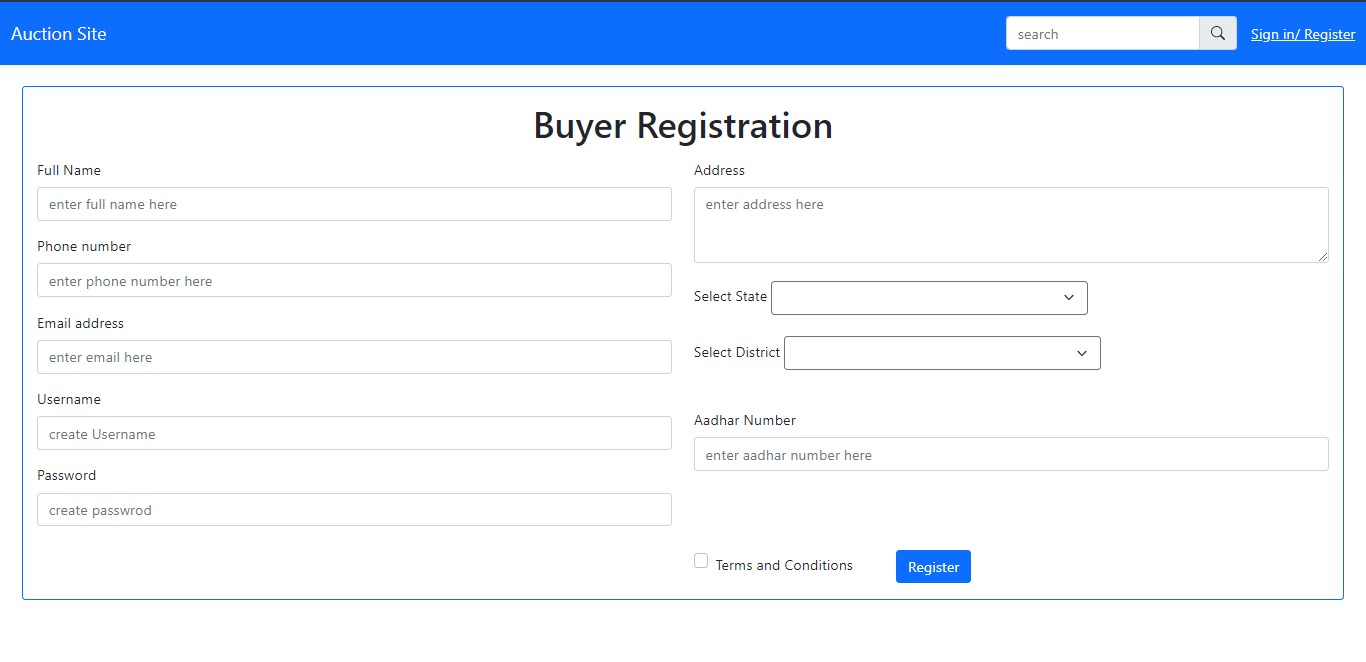 Auction Site
search
Sign in/ Register
Buyer Registration
Full Name
enter full name here
Phone number
enter phone number here
Email address
enter email here
Username
create Username
Password
create passwrod
Address
enter address here
Select State
Select District
Aadhar Number
enter aadhar number here
Terms and Conditions
Register